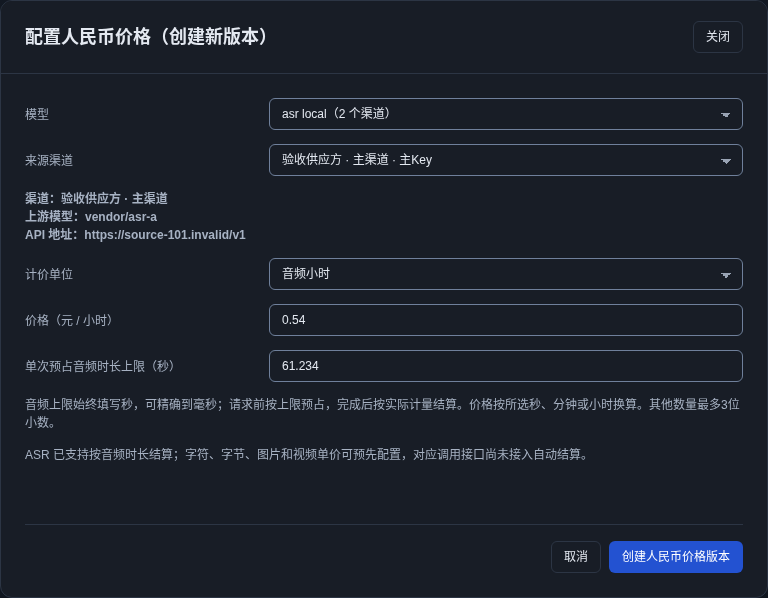 配置人民币价格（创建新版本）
关闭
模型
asr local（2 个渠道）
来源渠道
验收供应方 · 主渠道 · 主Key
渠道：验收供应方 · 主渠道
上游模型：vendor/asr-a
API 地址：https://source-101.invalid/v1
计价单位
音频小时
价格（元 / 小时）
0.54
单次预占音频时长上限（秒）
61.234
音频上限始终填写秒，可精确到毫秒；请求前按上限预占，完成后按实际计量结算。价格按所选秒、分钟或小时换算。其他数量最多3位
小数。
ASR 已支持按音频时长结算；字符、字节、图片和视频单价可预先配置，对应调用接口尚未接入自动结算。
取消
创建人民币价格版本